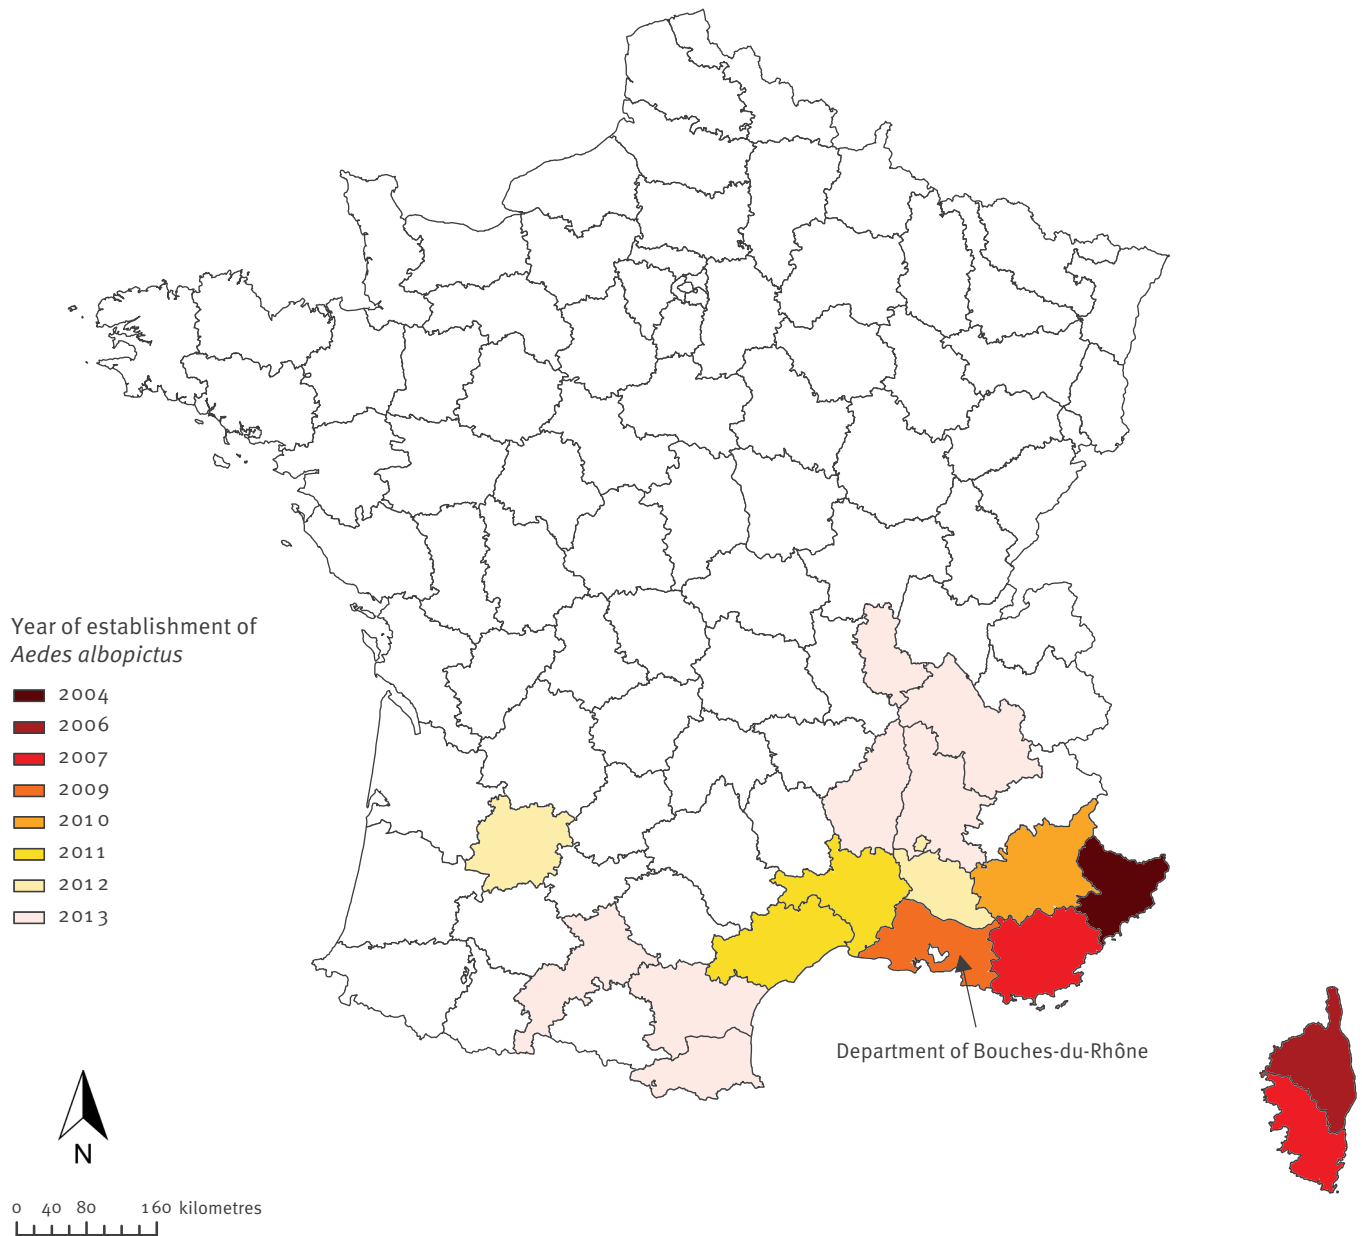 Year of establishment of
Aedes albopictus
2004
2006
2007
2009
2010
2011
2012
2013
Department of Bouches-du-Rhône
N
0 40 80 160 kilometres